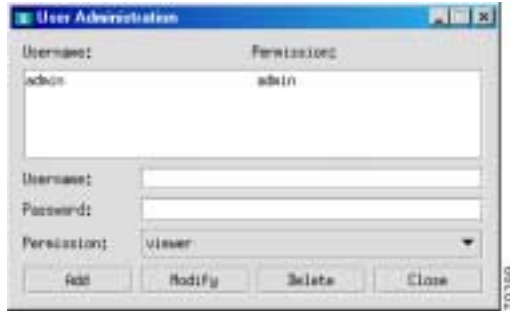 User Administration
Username: Permission:
admin admin
Username:
Password:
Permission: viewer
Add Modify Delete Close